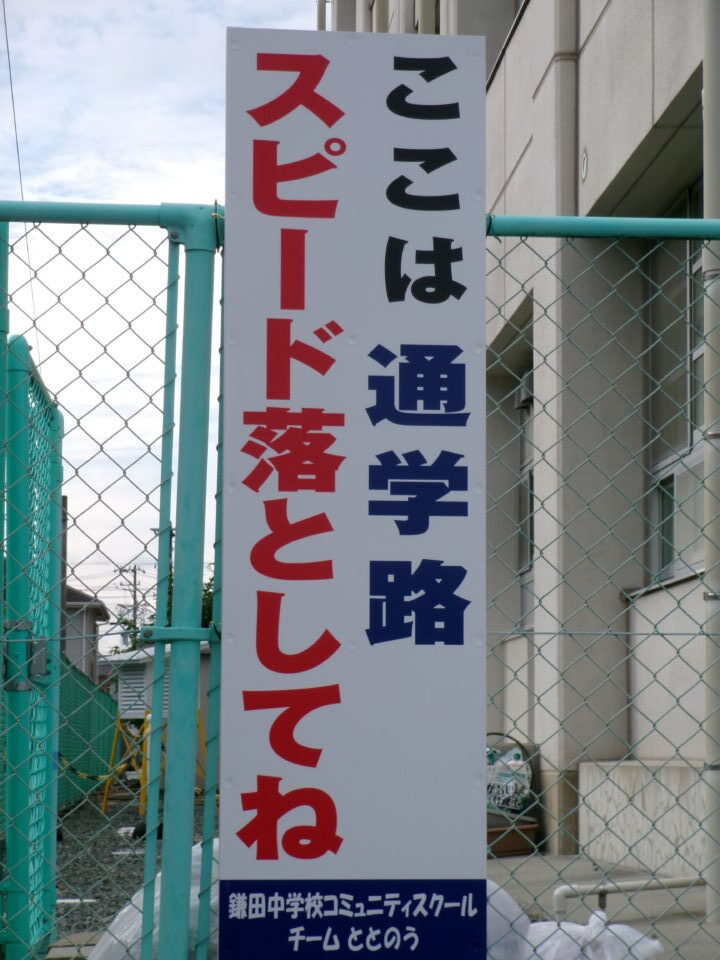 ここは 通学路
スピード落としてね
鎌田中学校コミュニティスクール
チーム ととのう